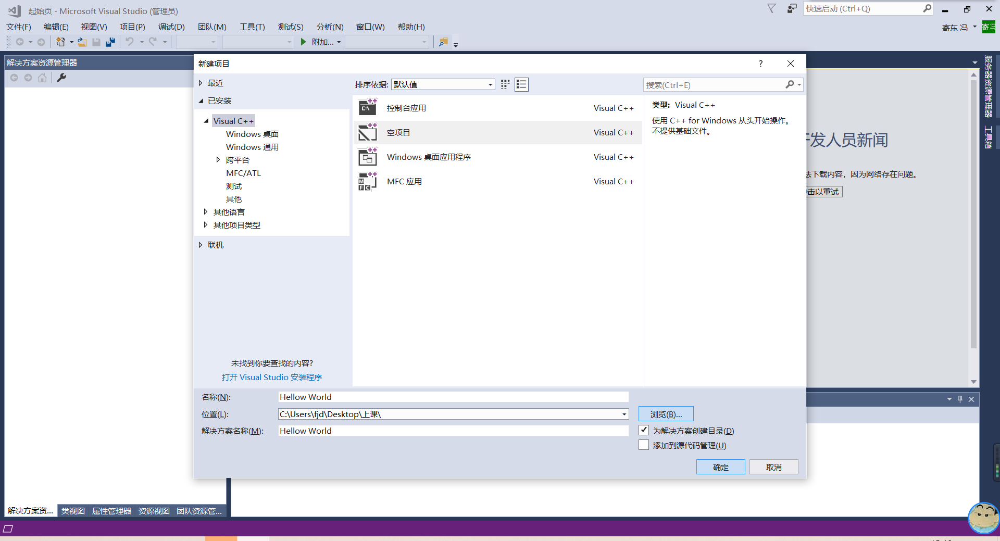 起始页 - Microsoft Visual Studio (管理员)
快速启动 (Ctrl+Q)
文件(F) 编辑(E) 视图(V) 项目(P) 调试(D) 团队(M) 工具(T) 测试(S) 分析(N) 窗口(W) 帮助(H)
寄东 冯
寄冯
附加...
解决方案资源管理器
新建项目
?
最近
已安装
Visual C++
Windows 桌面
Windows 通用
跨平台
MFC/ATL
测试
其他
其他语言
其他项目类型
联机
未找到你要查找的内容?
打开 Visual Studio 安装程序
排序依据: 默认值
搜索(Ctrl+E)
控制台应用 Visual C++
空项目 Visual C++
Windows 桌面应用程序 Visual C++
MFC 应用 Visual C++
类型: Visual C++
使用 C++ for Windows 从头开始操作。
不提供基础文件。
名称(N): Hellow World
位置(L): C:\Users\fjd\Desktop\上课\
浏览(B)...
解决方案名称(M): Hellow World
为解决方案创建目录(D)
添加到源代码管理(U)
确定 取消
发人员新闻
下载内容，因为网络存在问题。
击以重试
服务器资源管理器
工具箱
解决方案资... 类视图 属性管理器 资源视图 团队资源管...